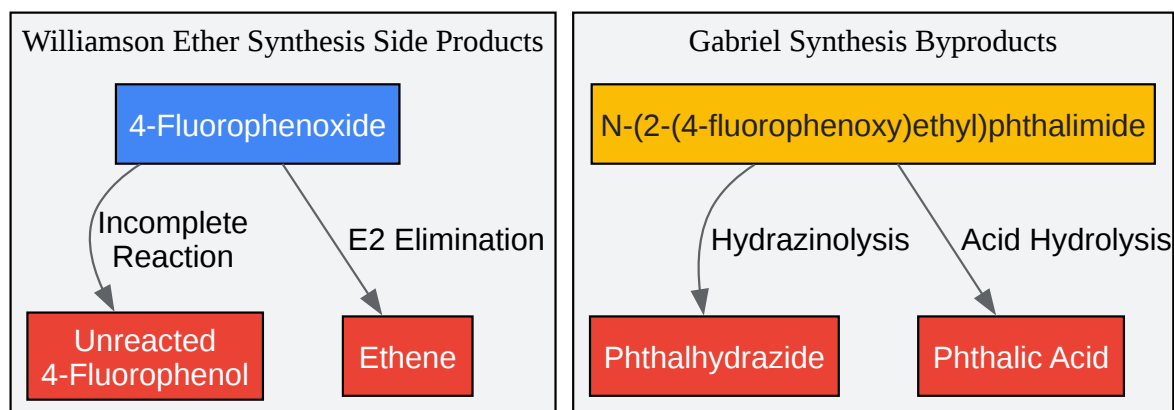 Williamson Ether Synthesis Side Products
4-Fluorophenoxide
Incomplete
Reaction
E2 Elimination
Unreacted
4-Fluorophenol
Ethene
Gabriel Synthesis Byproducts
N-(2-(4-fluorophenoxy)ethyl)phthalimide
Hydrazinolysis
Acid Hydrolysis
Phthalhydrazide
Phthalic Acid